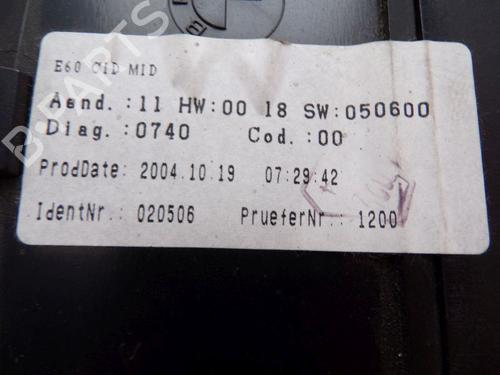 E60 CID MID
Aend. :11 HW:00 18 SW:050600
Diag. :0740 Cod. :00
ProdDate: 2004.10.19 07:29:42
IdentNr.: 020506 PrueferNr.: 1200
B-PARTS